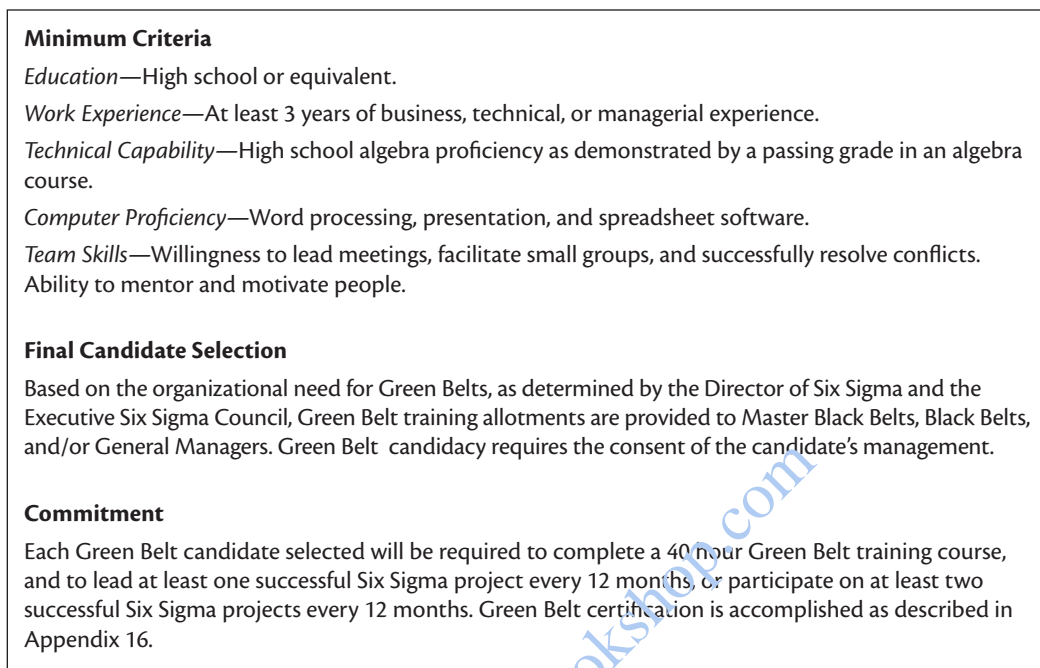 Minimum Criteria
Education—High school or equivalent.
Work Experience—At least 3 years of business, technical, or managerial experience.
Technical Capability—High school algebra proficiency as demonstrated by a passing grade in an algebra
course.
Computer Proficiency—Word processing, presentation, and spreadsheet software.
Team Skills—Willingness to lead meetings, facilitate small groups, and successfully resolve conflicts.
Ability to mentor and motivate people.
Final Candidate Selection
Based on the organizational need for Green Belts, as determined by the Director of Six Sigma and the
Executive Six Sigma Council, Green Belt training allotments are provided to Master Black Belts, Black Belts,
and/or General Managers. Green Belt candidacy requires the consent of the candidate's management.
Commitment
Each Green Belt candidate selected will be required to complete a 40 hour Green Belt training course,
and to lead at least one successful Six Sigma project every 12 months, or participate on at least two
successful Six Sigma projects every 12 months. Green Belt certification is accomplished as described in
Appendix 16.